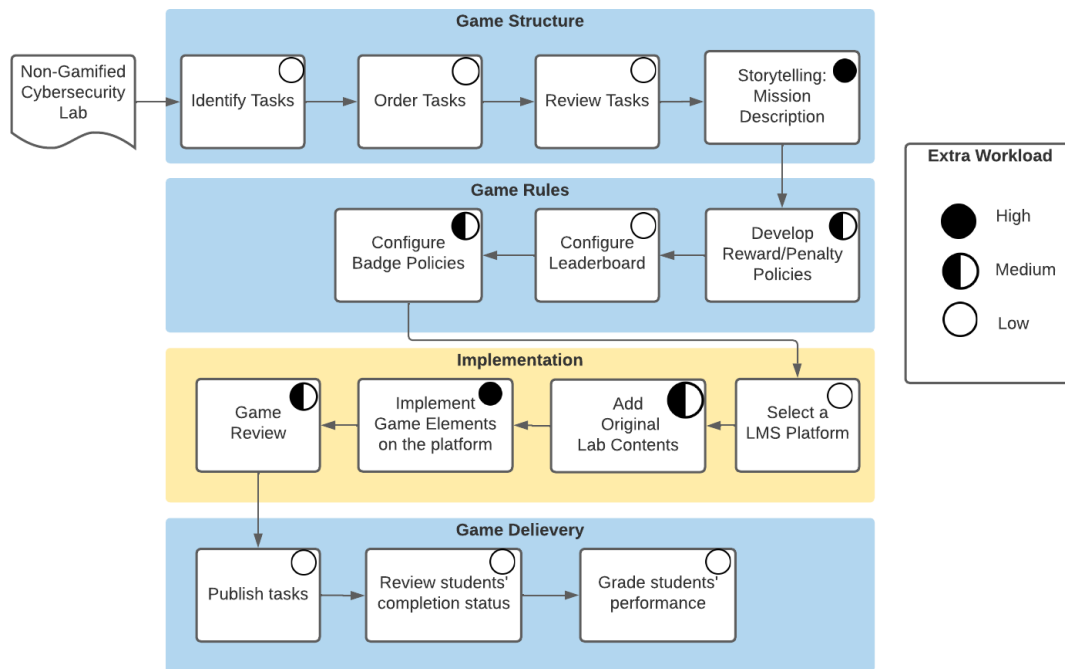 Game Structure
Non-Gamified
Cybersecurity
Lab
Identify Tasks
Order Tasks
Review Tasks
Storytelling:
Mission
Description
Extra Workload
High
Medium
Low
Game Rules
Configure
Badge Policies
Configure
Leaderboard
Develop
Reward/Penalty
Policies
Implementation
Game
Review
Implement
Game Elements
on the platform
Add
Original
Lab Contents
Select a
LMS Platform
Game Delievery
Publish tasks
Review students'
completion status
Grade students'
performance